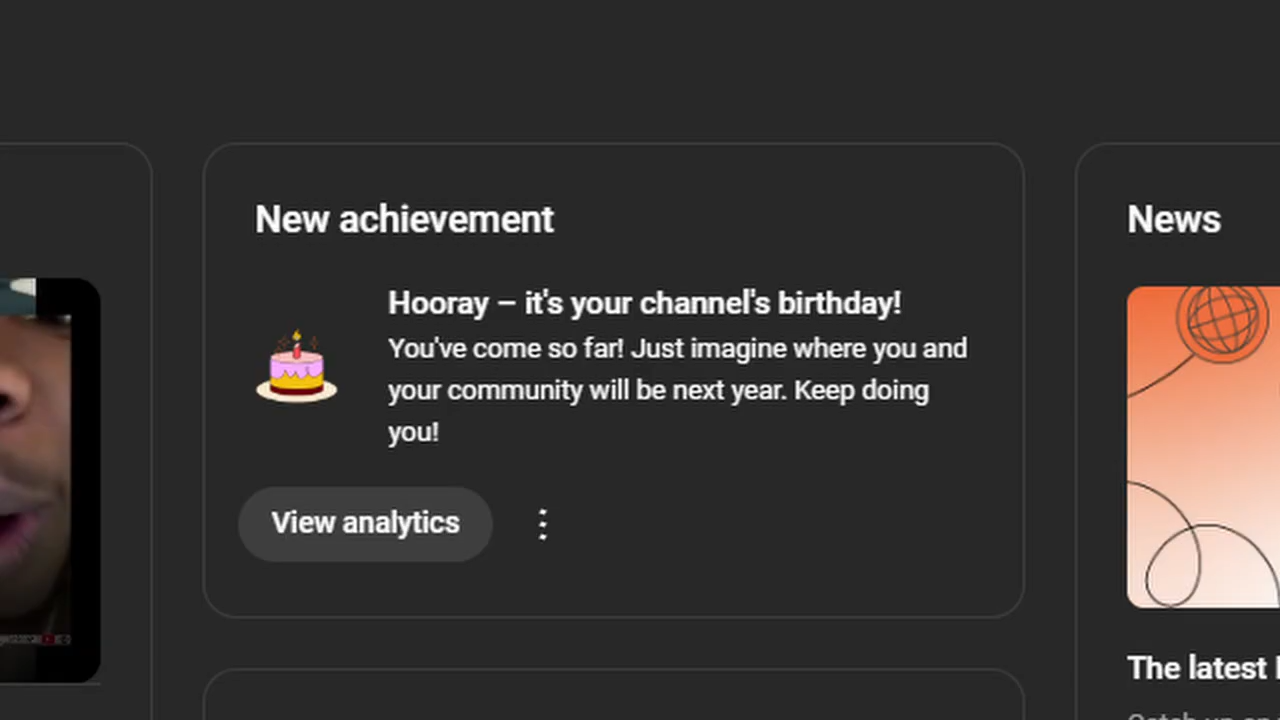 New achievement
Hooray – it's your channel's birthday!
You've come so far! Just imagine where you and
your community will be next year. Keep doing
you!
View analytics
News
The latest